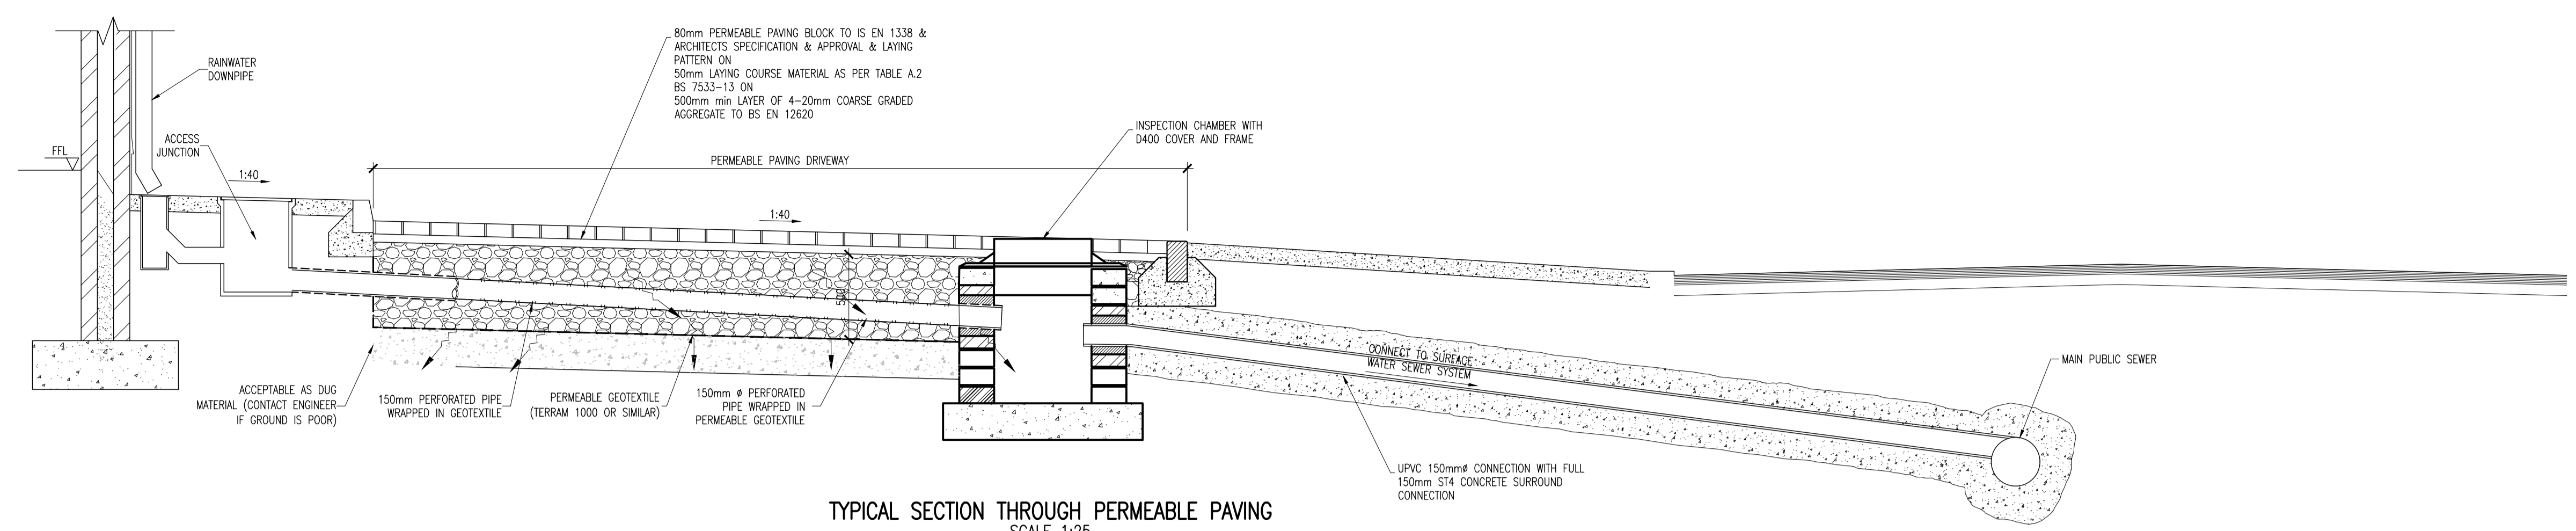 80mm PERMEABLE PAVING BLOCK TO IS EN 1338 &
ARCHITECTS SPECIFICATION & APPROVAL & LAYING
PATTERN ON
50mm LAYING COURSE MATERIAL AS PER TABLE A.2
BS 7533-13 ON
500mm min LAYER OF 4-20mm COARSE GRADED
AGGREGATE TO BS EN 12620
RAINWATER
DOWNPIPE
ACCESS
JUNCTION
FFL
1:40
INSPECTION CHAMBER WITH
D400 COVER AND FRAME
PERMEABLE PAVING DRIVEWAY
1:40
500
CONNECT TO SURFACE
WATER SEWER SYSTEM
MAIN PUBLIC SEWER
ACCEPTABLE AS DUG
MATERIAL (CONTACT ENGINEER
IF GROUND IS POOR)
150mm PERFORATED PIPE
WRAPPED IN GEOTEXTILE
PERMEABLE GEOTEXTILE
(TERRAM 1000 OR SIMILAR)
150mm ø PERFORATED
PIPE WRAPPED IN
PERMEABLE GEOTEXTILE
UPVC 150mmø CONNECTION WITH FULL
150mm ST4 CONCRETE SURROUND
CONNECTION
TYPICAL SECTION THROUGH PERMEABLE PAVING
SCALE 1:25